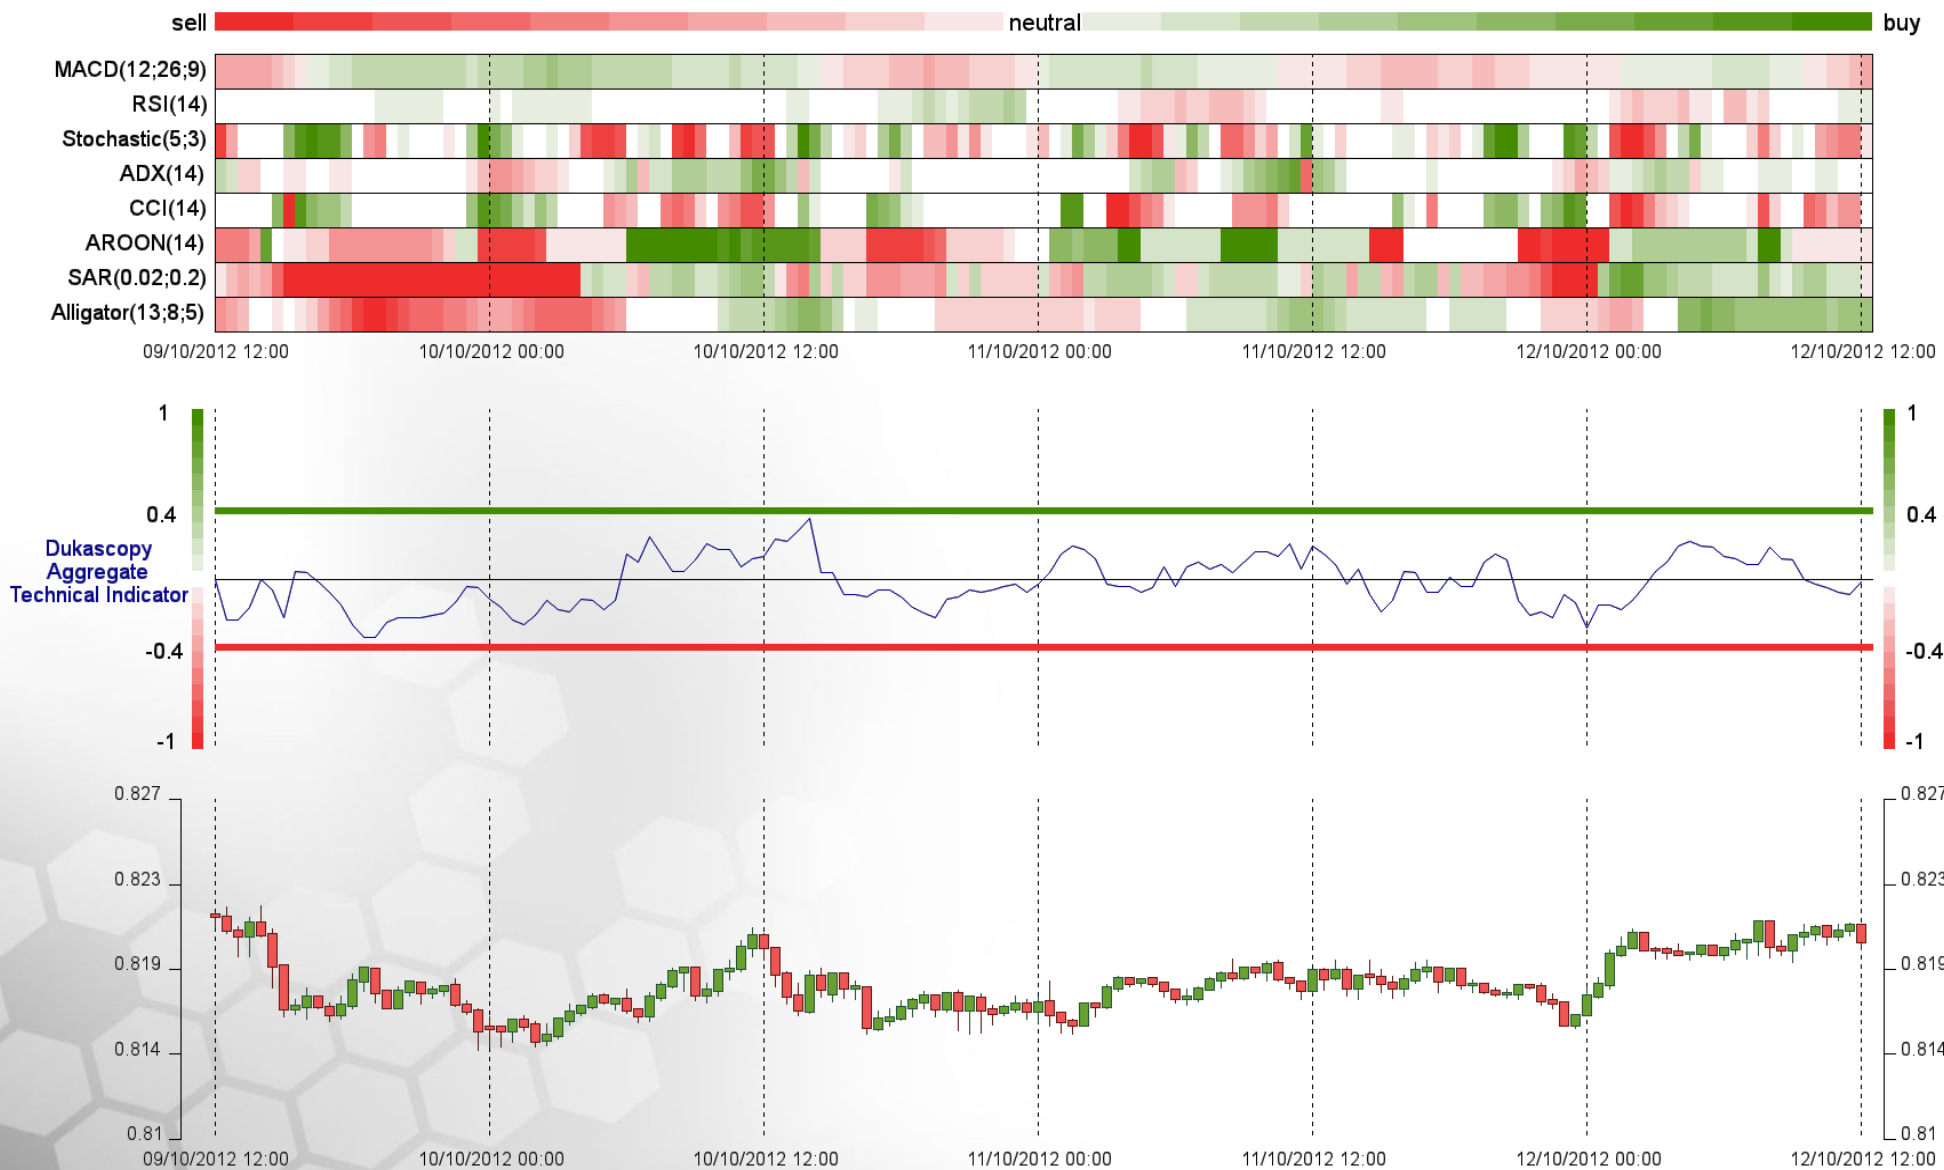 sell neutral buy
MACD(12;26;9)
RSI(14)
Stochastic(5;3)
ADX(14)
CCI(14)
AROON(14)
SAR(0.02;0.2)
Alligator(13;8;5)
09/10/2012 12:00 10/10/2012 00:00 10/10/2012 12:00 11/10/2012 00:00 11/10/2012 12:00 12/10/2012 00:00 12/10/2012 12:00
1 1
0.4 0.4
Dukascopy
Aggregate
Technical Indicator
-0.4 -0.4
-1 -1
0.827 0.827
0.823 0.823
0.819 0.819
0.814 0.814
0.81 0.81
09/10/2012 12:00 10/10/2012 00:00 10/10/2012 12:00 11/10/2012 00:00 11/10/2012 12:00 12/10/2012 00:00 12/10/2012 12:00